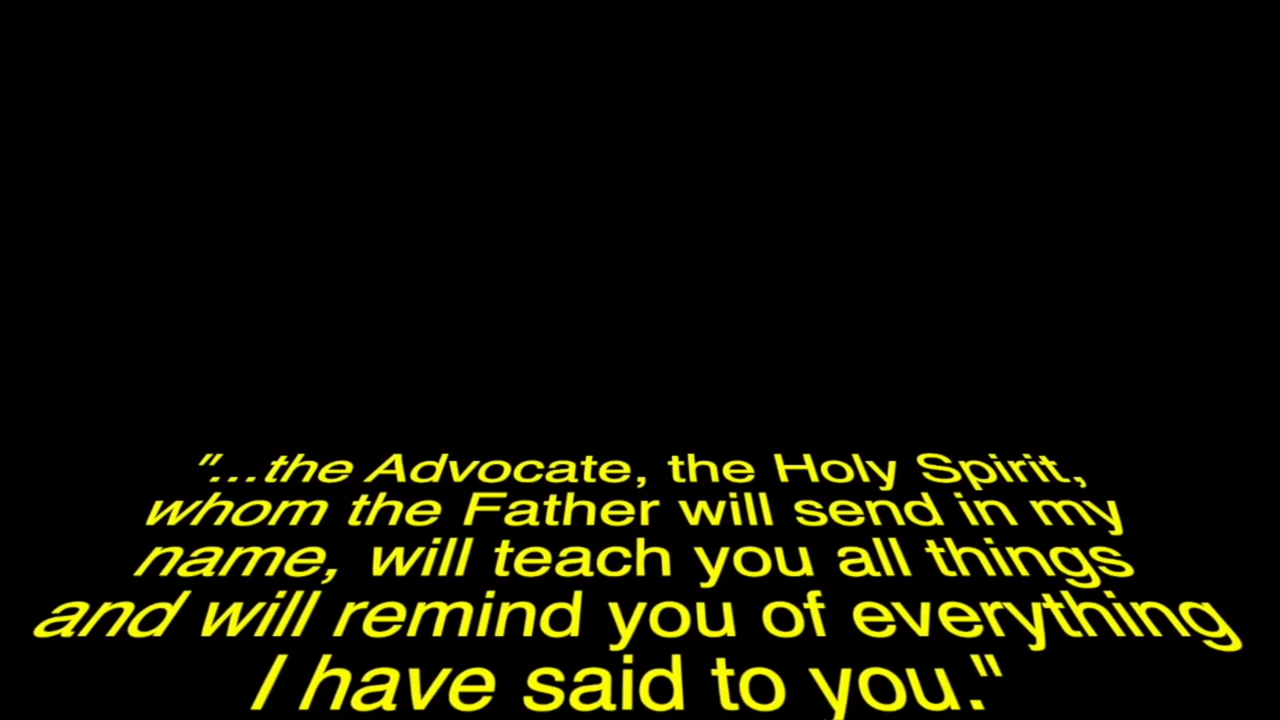 "...the Advocate, the Holy Spirit,
whom the Father will send in my
name, will teach you all things
and will remind you of everything
I have said to you."